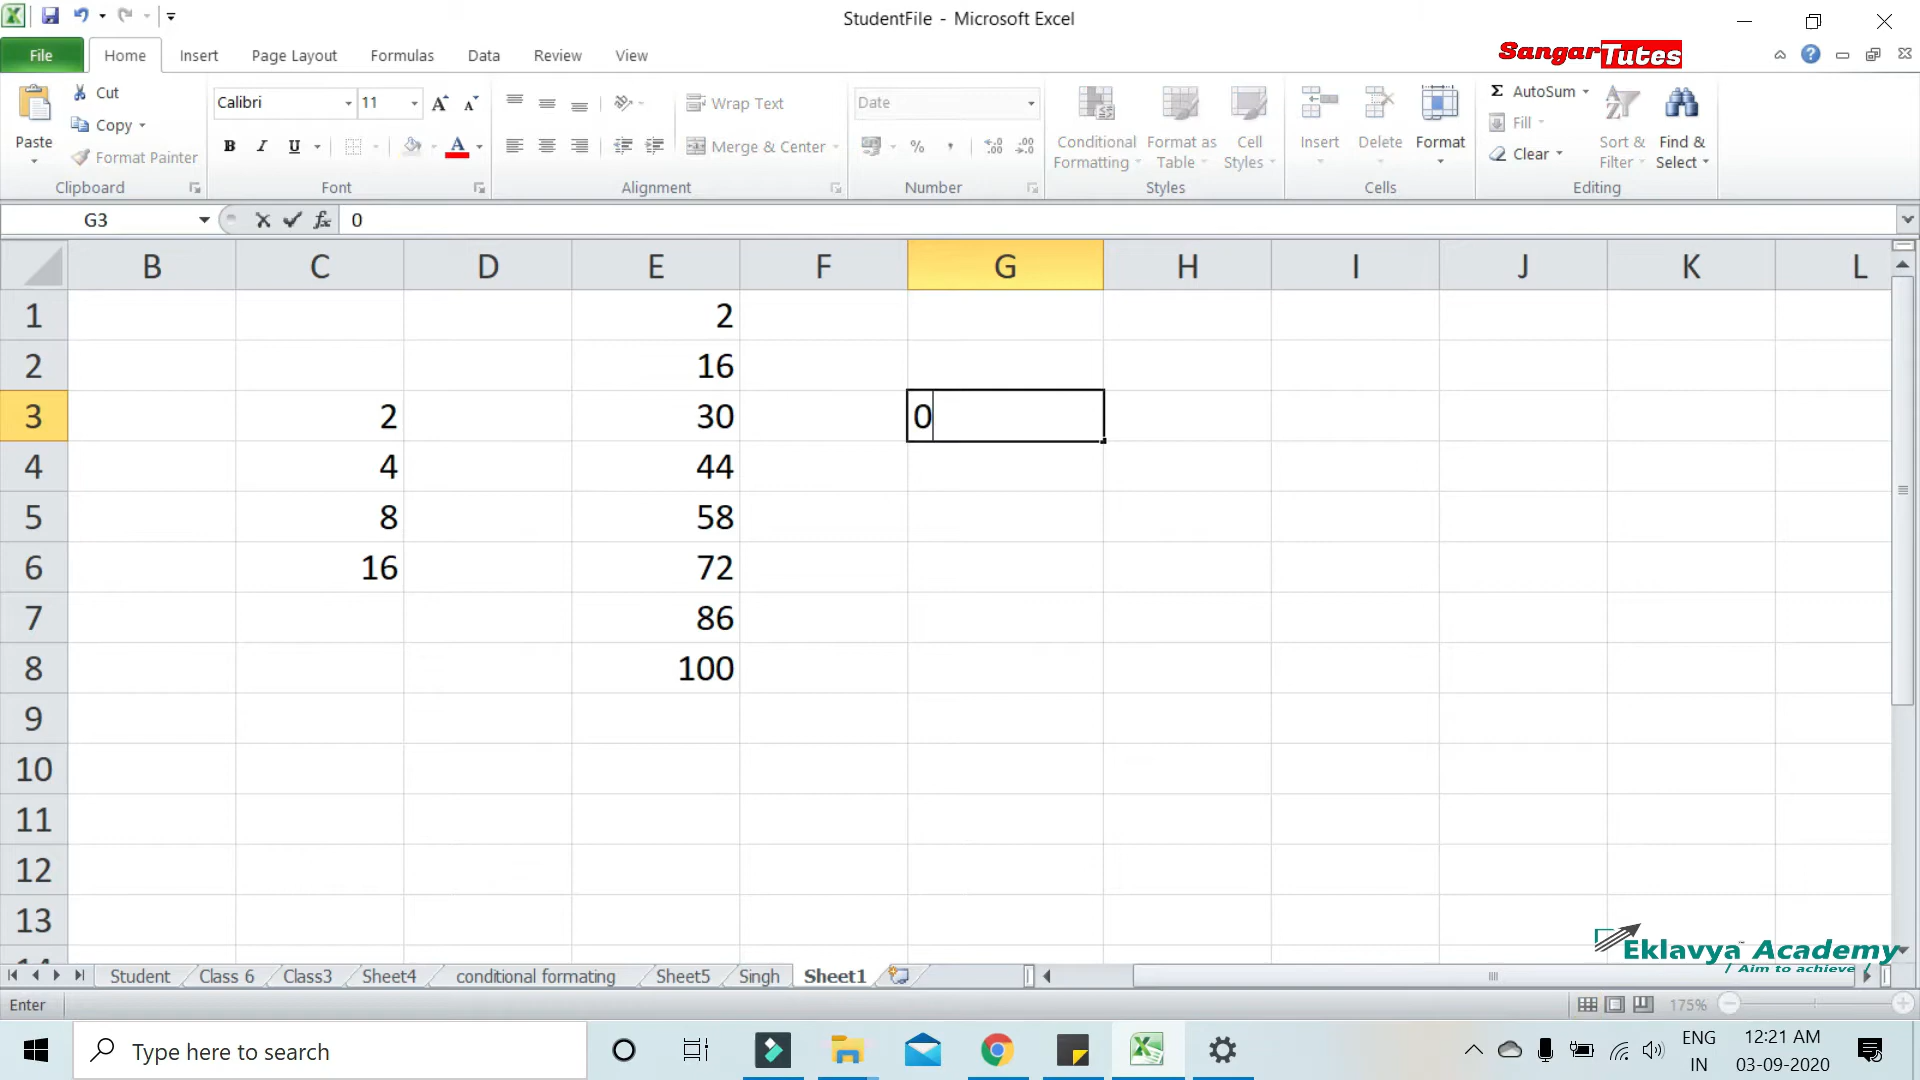 StudentFile - Microsoft Excel
File Home Insert Page Layout Formulas Data Review View
SangarTutes
Paste
Cut
Copy
Format Painter
Clipboard
Calibri 11
B I U A
Font
Wrap Text
Merge & Center
Alignment
Date
% ,
Number
Conditional Formatting
Format as Table
Cell Styles
Styles
Insert Delete Format
Cells
Σ AutoSum
Fill
Clear
Sort & Filter
Find & Select
Editing
G3 fx 0
B C D E F G H I J K L
1 2
2 16
3 2 30 0
4 4 44
5 8 58
6 16 72
7 86
8 100
9
10
11
12
13
Eklavya Academy
Aim to achieve
Student Class 6 Class3 Sheet4 conditional formating Sheet5 Singh Sheet1
Enter 175%
Type here to search
ENG
IN
12:21 AM
03-09-2020